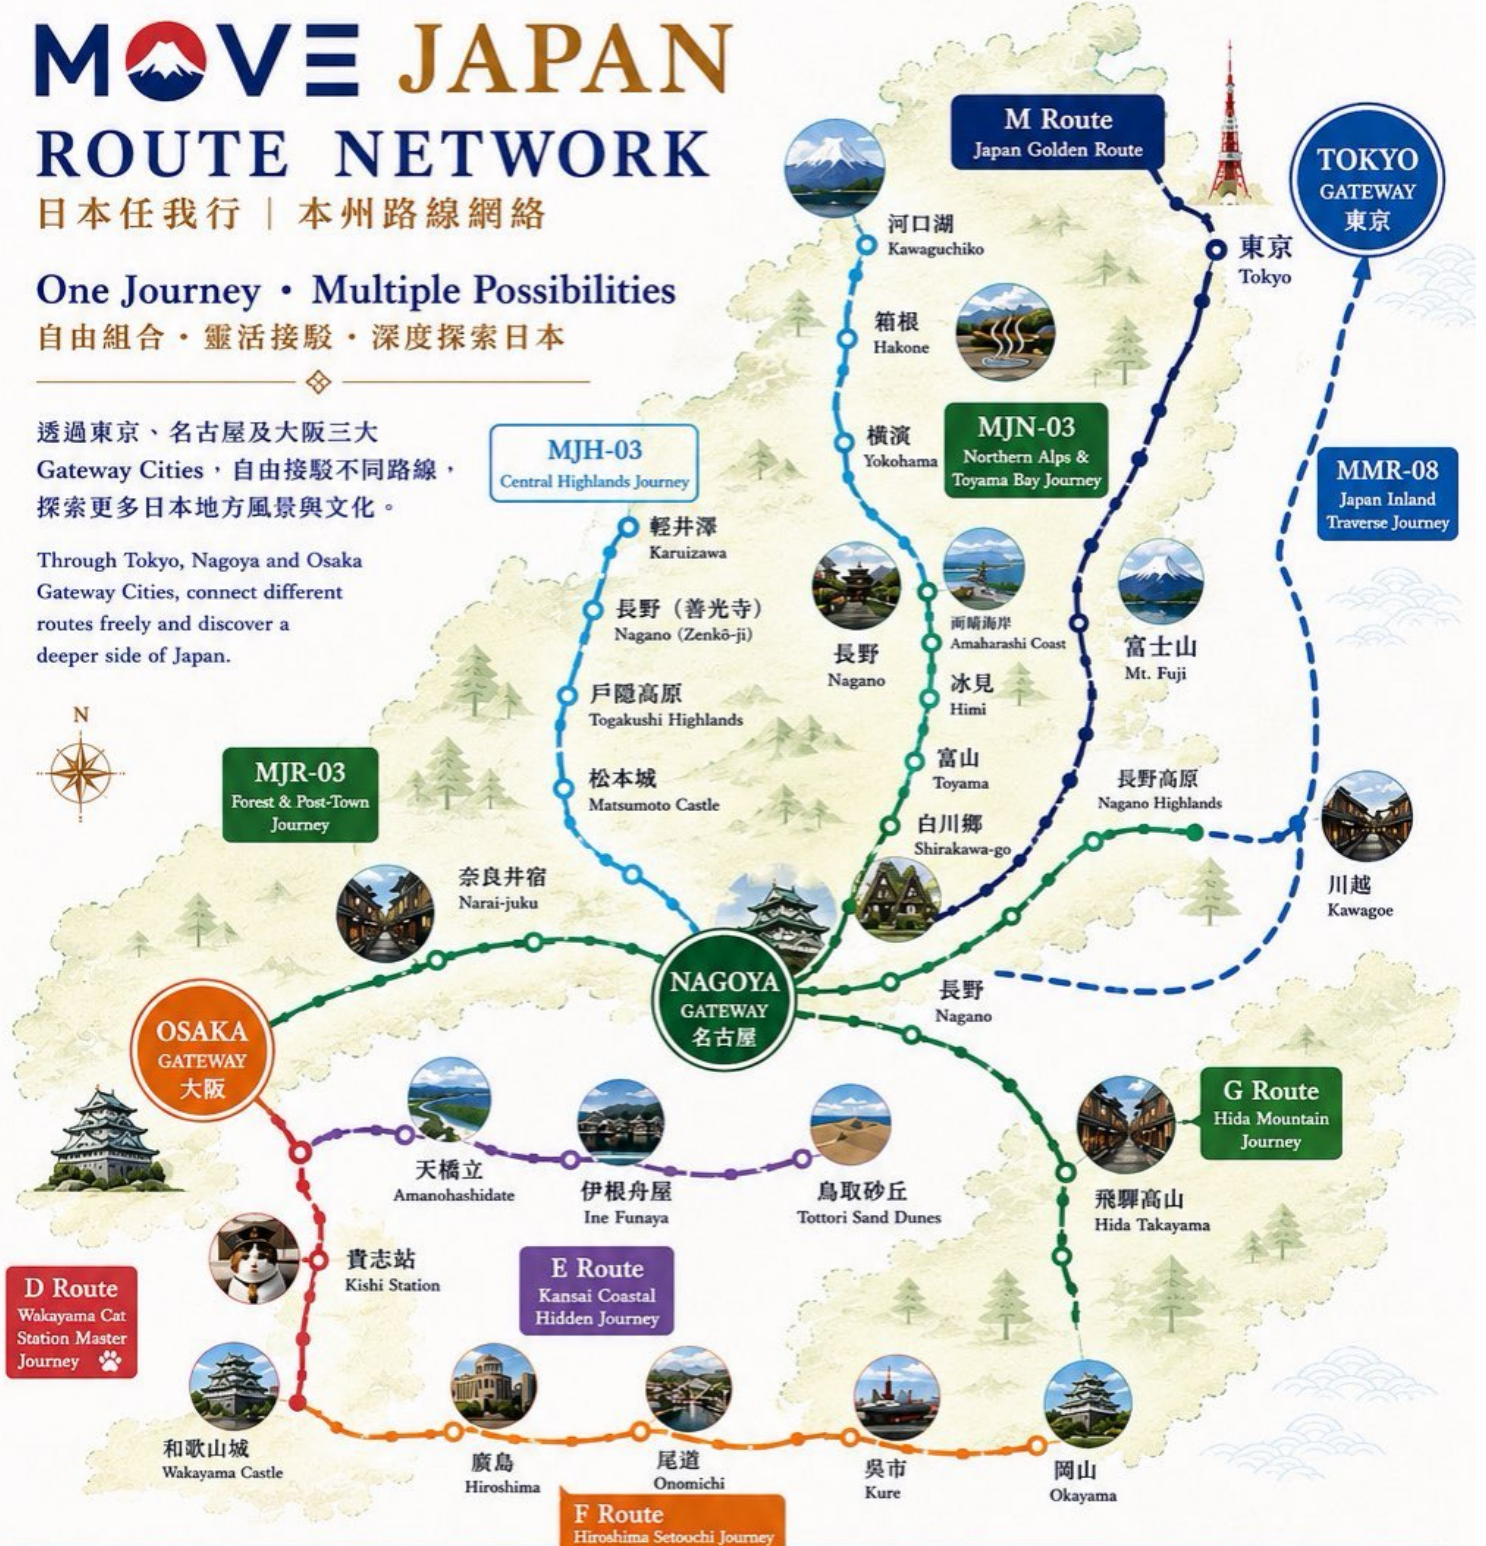 MOVE JAPAN
ROUTE NETWORK
日本任我行 | 本州路線網絡
One Journey • Multiple Possibilities
自由組合・靈活接駁・深度探索日本
透過東京、名古屋及大阪三大
Gateway Cities，自由接駁不同路線，
探索更多日本地方風景與文化。
Through Tokyo, Nagoya and Osaka
Gateway Cities, connect different
routes freely and discover a
deeper side of Japan.
N
M Route
Japan Golden Route
TOKYO
GATEWAY
東京
東京
Tokyo
河口湖
Kawaguchiko
箱根
Hakone
橫濱
Yokohama
MJN-03
Northern Alps &
Toyama Bay Journey
MJH-03
Central Highlands Journey
MMR-08
Japan Inland
Traverse Journey
輕井澤
Karuizawa
長野（善光寺）
Nagano (Zenkō-ji)
戶隱高原
Togakushi Highlands
松本城
Matsumoto Castle
長野
Nagano
海岸
Amaharashi Coast
冰見
Himi
富山
Toyama
白川鄉
Shirakawa-go
富士山
Mt. Fuji
長野高原
Nagano Highlands
川越
Kawagoe
MJR-03
Forest & Post-Town
Journey
奈良井宿
Narai-juku
NAGOYA
GATEWAY
名古屋
長野
Nagano
OSAKA
GATEWAY
大阪
天橋立
Amanohashidate
伊根舟屋
Ine Funaya
鳥取砂丘
Tottori Sand Dunes
G Route
Hida Mountain
Journey
飛驒高山
Hida Takayama
貴志站
Kishi Station
E Route
Kansai Coastal
Hidden Journey
D Route
Wakayama Cat
Station Master
Journey
和歌山城
Wakayama Castle
廣島
Hiroshima
尾道
Onomichi
吳市
Kure
岡山
Okayama
F Route
Hiroshima Setouchi Journey